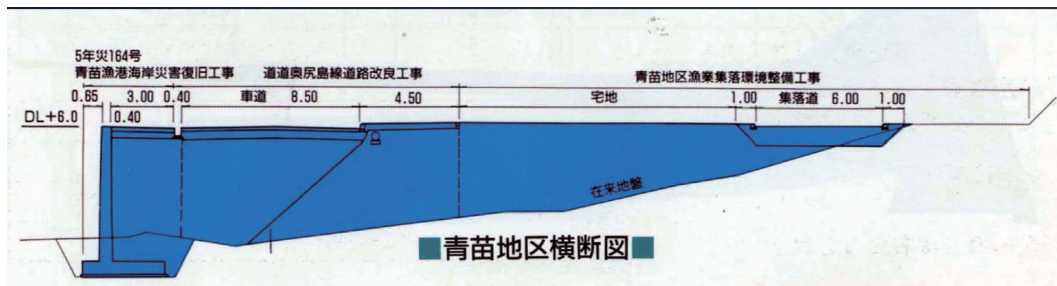 5年災164号
青苗漁港海岸災害復旧工事 道道奥尻島線道路改良工事 青苗地区漁業集落環境整備工事
0.65 3.00 0.40 車道 8.50 4.50 宅地 1.00 集落道 6.00 1.00
DL+6.0 0.40
在来地盤
■青苗地区横断図■